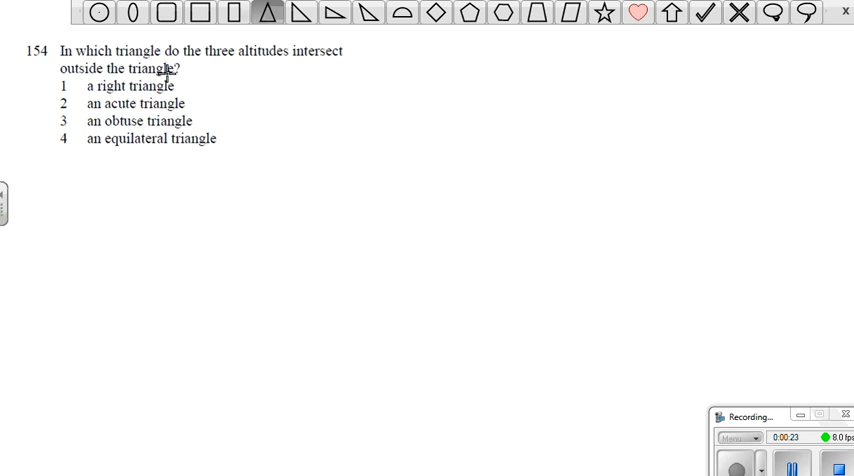 x
154 In which triangle do the three altitudes intersect
outside the triangle?
1 a right triangle
2 an acute triangle
3 an obtuse triangle
4 an equilateral triangle
Recording...
Menu 0:00:23 8.0 fps